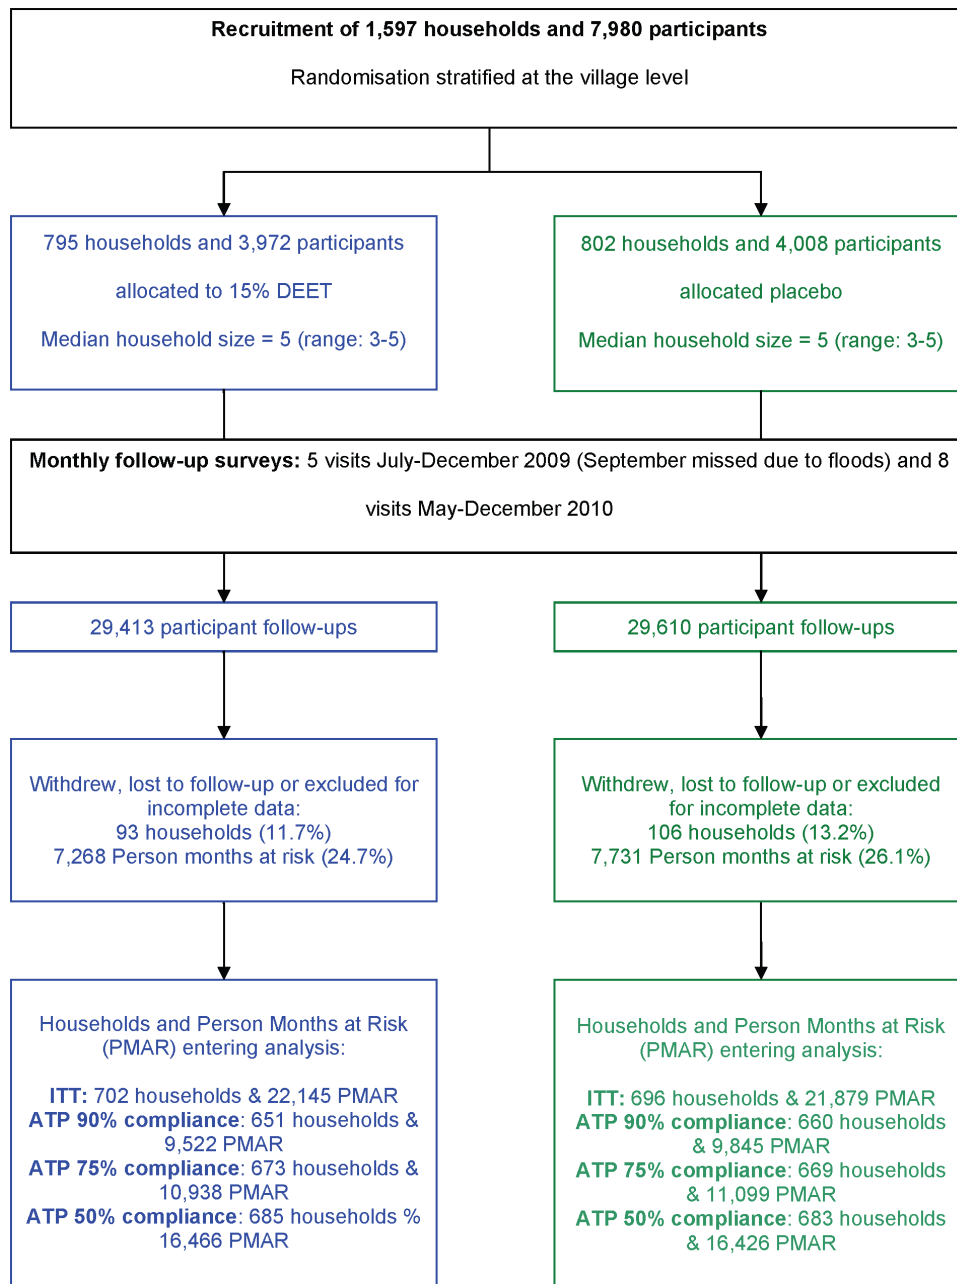 Recruitment of 1,597 households and 7,980 participants
Randomisation stratified at the village level
795 households and 3,972 participants
allocated to 15% DEET
Median household size = 5 (range: 3-5)
802 households and 4,008 participants
allocated placebo
Median household size = 5 (range: 3-5)
Monthly follow-up surveys: 5 visits July-December 2009 (September missed due to floods) and 8
visits May-December 2010
29,413 participant follow-ups
29,610 participant follow-ups
Withdrew, lost to follow-up or excluded for
incomplete data:
93 households (11.7%)
7,268 Person months at risk (24.7%)
Withdrew, lost to follow-up or excluded
for incomplete data:
106 households (13.2%)
7,731 Person months at risk (26.1%)
Households and Person Months at Risk
(PMAR) entering analysis:
ITT: 702 households & 22,145 PMAR
ATP 90% compliance: 651 households &
9,522 PMAR
ATP 75% compliance: 673 households &
10,938 PMAR
ATP 50% compliance: 685 households %
16,466 PMAR
Households and Person Months at Risk
(PMAR) entering analysis:
ITT: 696 households & 21,879 PMAR
ATP 90% compliance: 660 households
& 9,845 PMAR
ATP 75% compliance: 669 households
& 11,099 PMAR
ATP 50% compliance: 683 households
& 16,426 PMAR